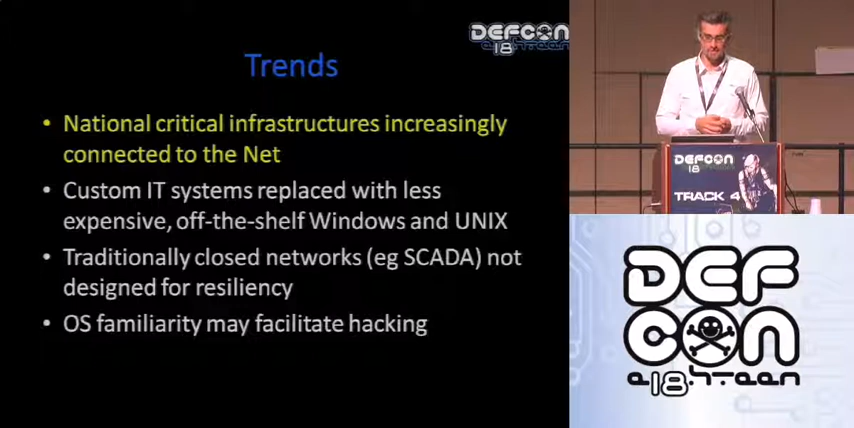 DEFCON
18
Trends
• National critical infrastructures increasingly
connected to the Net
• Custom IT systems replaced with less
expensive, off-the-shelf Windows and UNIX
• Traditionally closed networks (eg SCADA) not
designed for resiliency
• OS familiarity may facilitate hacking
DEFCON
18
TRACK 4
DEF
CON
e18hteen